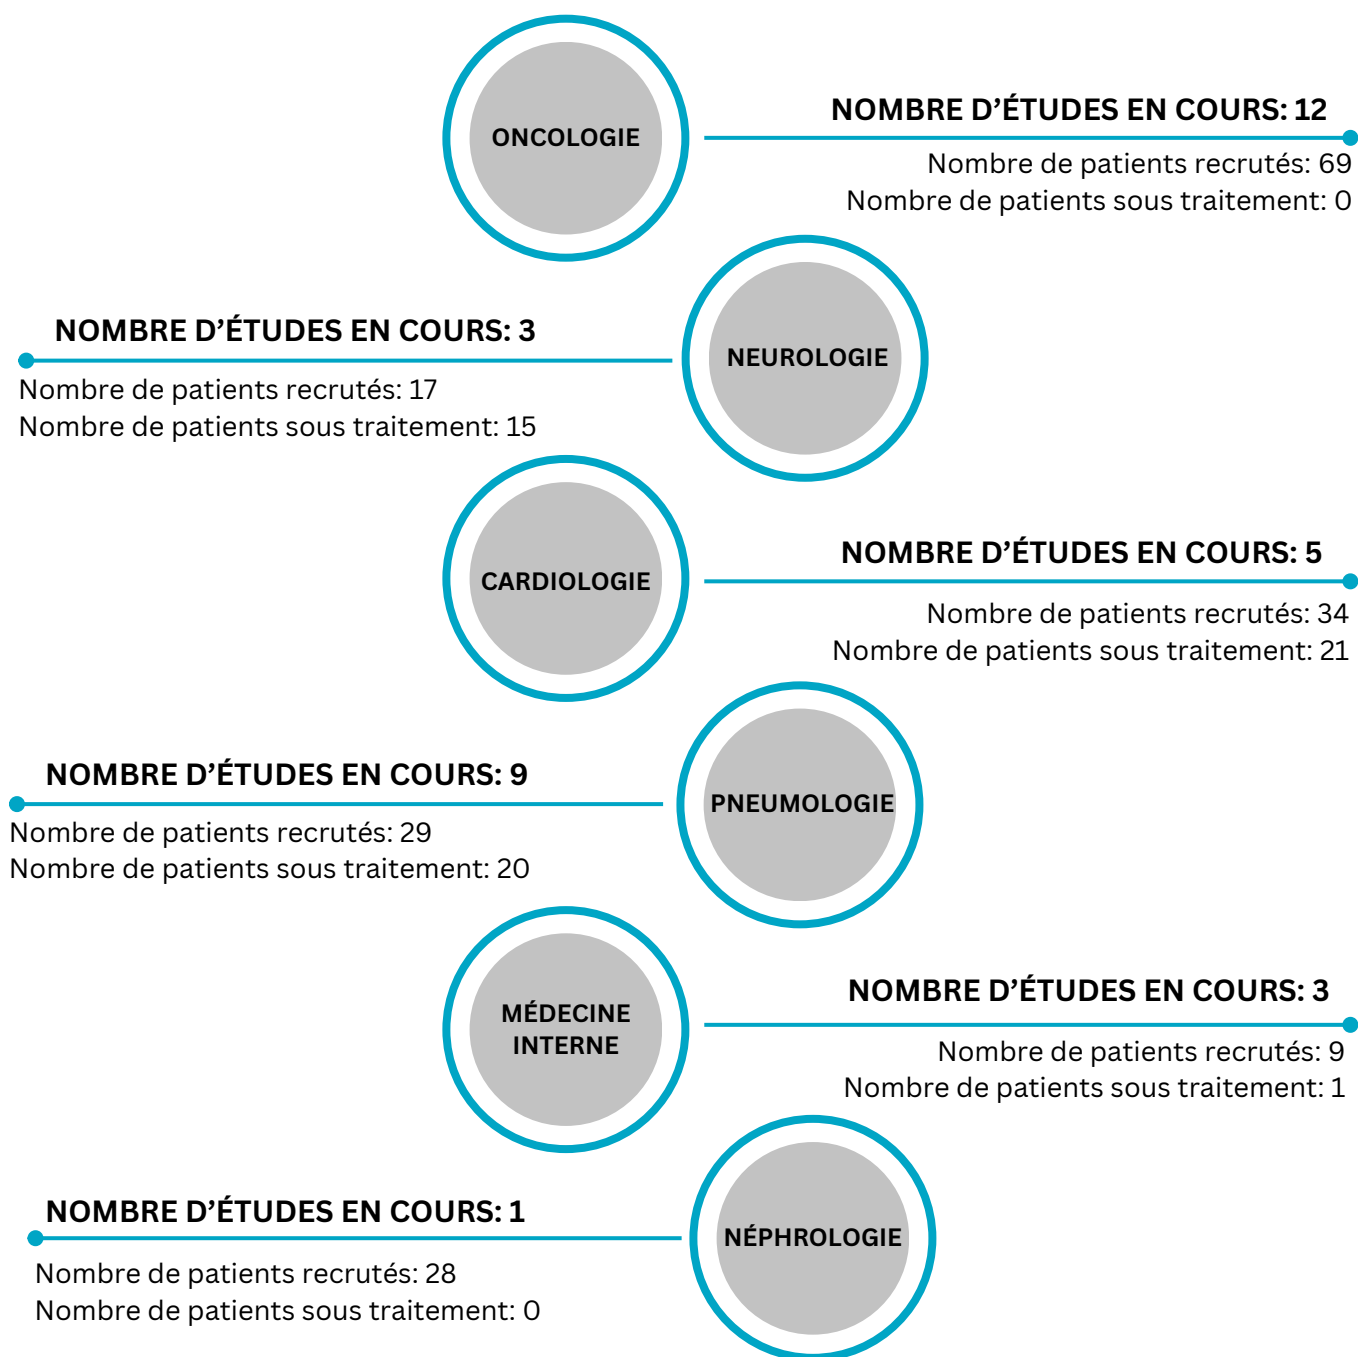 ONCOLOGIE
NOMBRE D’ÉTUDES EN COURS: 12
Nombre de patients recrutés: 69
Nombre de patients sous traitement: 0
NEUROLOGIE
NOMBRE D’ÉTUDES EN COURS: 3
Nombre de patients recrutés: 17
Nombre de patients sous traitement: 15
CARDIOLOGIE
NOMBRE D’ÉTUDES EN COURS: 5
Nombre de patients recrutés: 34
Nombre de patients sous traitement: 21
PNEUMOLOGIE
NOMBRE D’ÉTUDES EN COURS: 9
Nombre de patients recrutés: 29
Nombre de patients sous traitement: 20
MÉDECINE
INTERNE
NOMBRE D’ÉTUDES EN COURS: 3
Nombre de patients recrutés: 9
Nombre de patients sous traitement: 1
NÉPHROLOGIE
NOMBRE D’ÉTUDES EN COURS: 1
Nombre de patients recrutés: 28
Nombre de patients sous traitement: 0